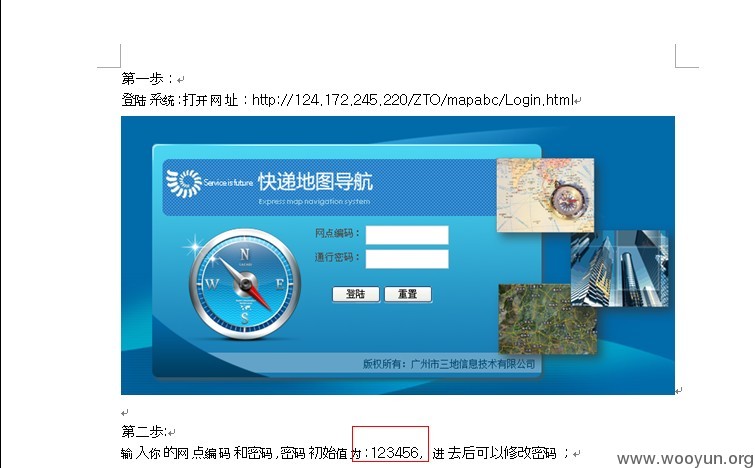 第一步：
登陆系统:打开网址：http://124.172.245.220/ZTO/mapabc/Login.html
Service is future. 快递地图导航
Express map navigation system
网点编码：
通行密码：
N
W E
S
登陆 重置
版权所有：广州市三地信息技术有限公司
第二步:
输入你的网点编码和密码,密码初始值为:123456, 进去后可以修改密码；
www.wooyun.org